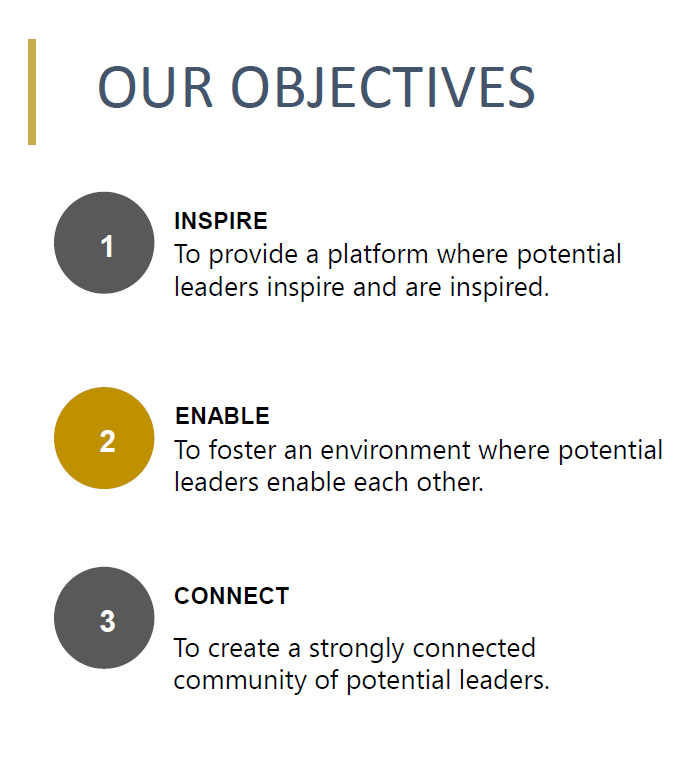 OUR OBJECTIVES
1
INSPIRE
To provide a platform where potential
leaders inspire and are inspired.
2
ENABLE
To foster an environment where potential
leaders enable each other.
3
CONNECT
To create a strongly connected
community of potential leaders.